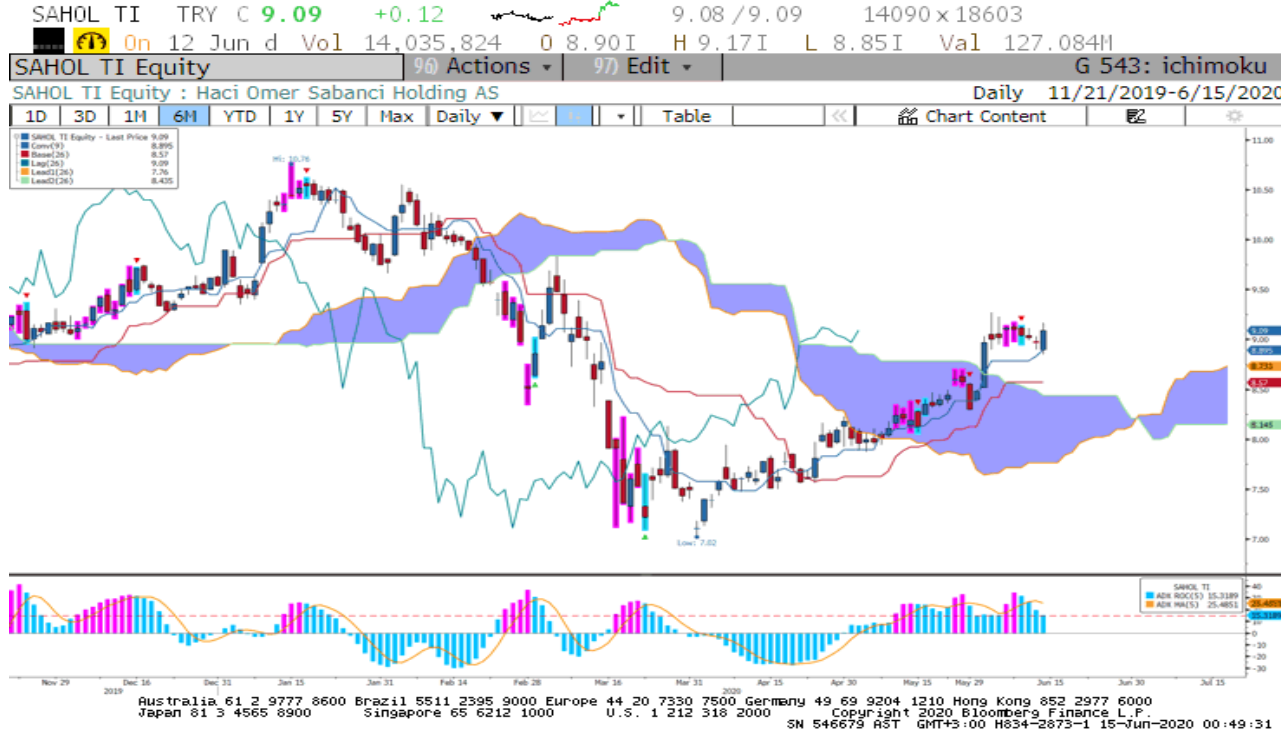 SAHOL TI TRY C 9.09 +0.12 9.08 / 9.09 14090 x 18603
On 12 Jun d Vol 14,035,824 O 8.90I H 9.17I L 8.85I Val 127.084M
SAHOL TI Equity 96) Actions 97) Edit G 543: ichimoku
SAHOL TI Equity : Haci Omer Sabanci Holding AS Daily 11/21/2019-6/15/2020
1D 3D 1M 6M YTD 1Y 5Y Max Daily ▼ Table « Chart Content
SAHOL TI Equity - Last Price 9.09
Conv(9) 8.895
Base(26) 8.57
Lag(26) 9.09
Lead1(26) 7.76
Lead2(26) 8.435
Hi: 10.76
Low: 7.02
11.00
10.50
10.00
9.50
9.09
9.00
8.895
8.731
8.57
8.50
8.145
8.00
7.50
7.00
SAHOL TI
ADX ROC(5) 15.3189
ADX MA(5) 25.4851
40
25.4851
15.3189
10
0
-10
-20
-30
Nov 29 Dec 16 Dec 31 Jan 15 Jan 31 Feb 14 Feb 28 Mar 16 Mar 31 Apr 15 Apr 30 May 15 May 29 Jun 15 Jun 30 Jul 15
2019 2020
Australia 61 2 9777 8600 Brazil 5511 2395 9000 Europe 44 20 7330 7500 Germany 49 69 9204 1210 Hong Kong 852 2977 6000
Japan 81 3 4565 8900 Singapore 65 6212 1000 U.S. 1 212 318 2000 Copyright 2020 Bloomberg Finance L.P.
SN 546679 AST GMT+3:00 H834-2873-1 15-Jun-2020 00:49:31